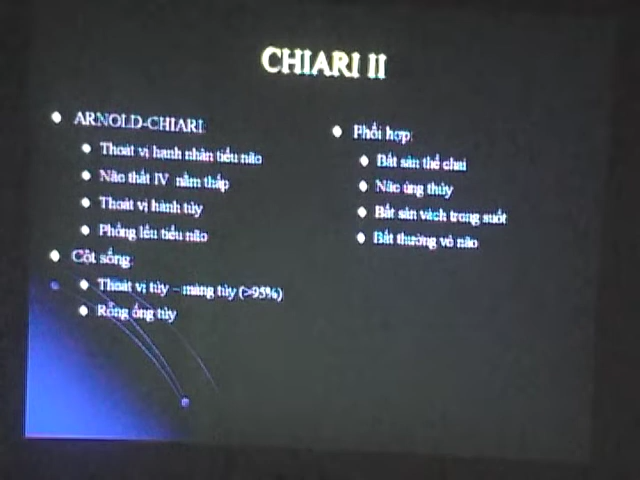 CHIARI II
ARNOLD-CHIARI:
Thoát vị hạnh nhân tiểu não
Não thất IV nằm thấp
Thoát vị hành tủy
Phồng lều tiểu não
Cột sống:
Thoát vị tủy – màng tủy (>95%)
Rỗng ống tủy
Phối hợp:
Bất sản thể chai
Não úng thủy
Bất sản vách trong suốt
Bất thường vỏ não